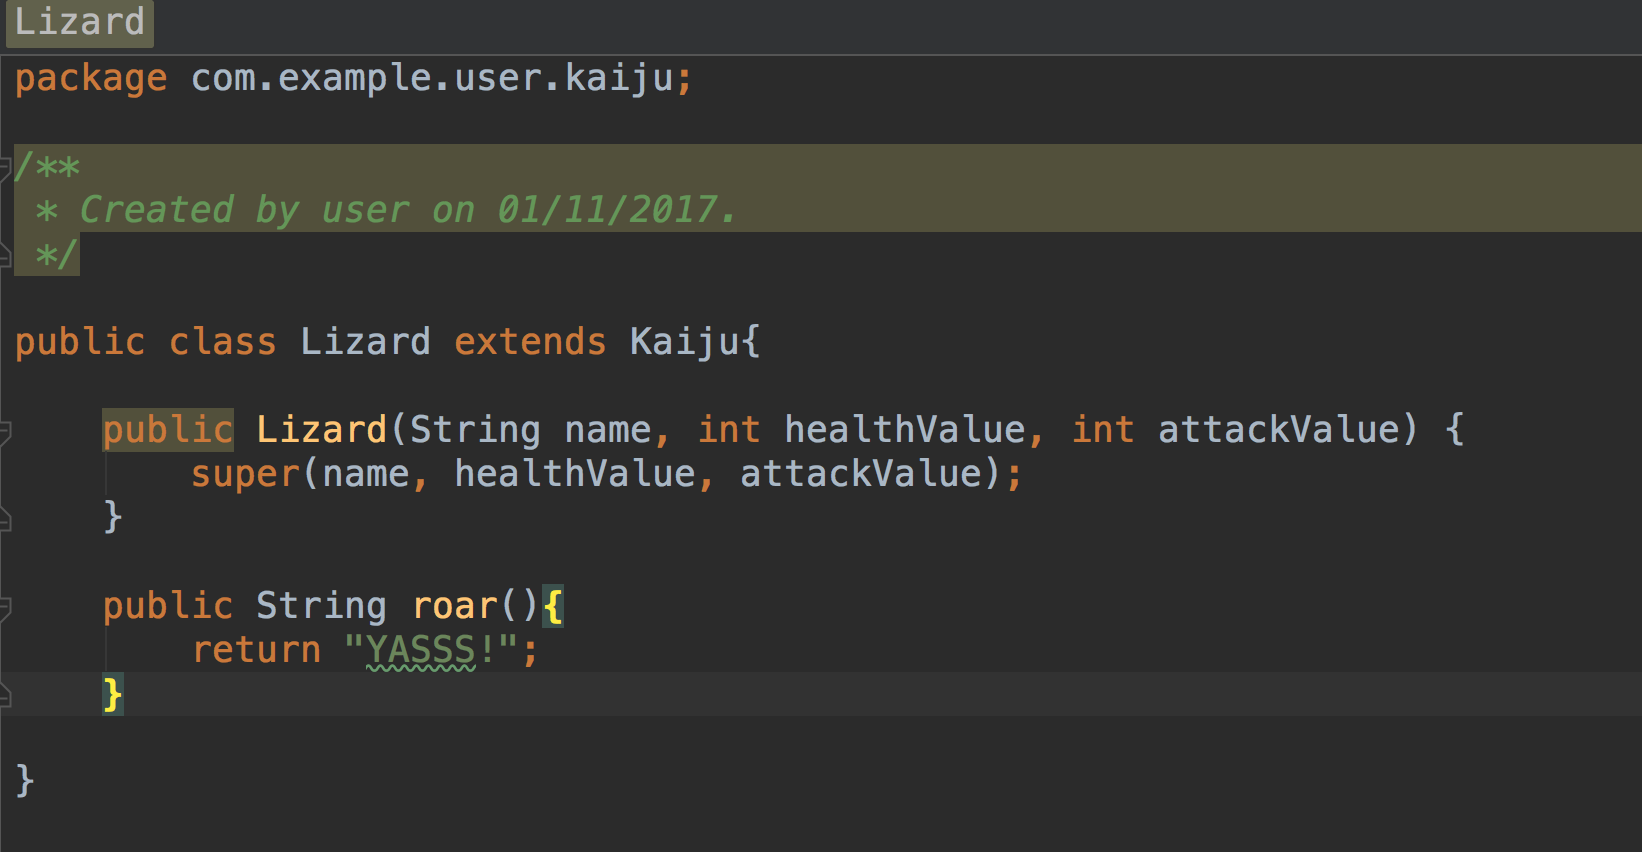 Lizard
package com.example.user.kaiju;
/**
 * Created by user on 01/11/2017.
 */
public class Lizard extends Kaiju{
    public Lizard(String name, int healthValue, int attackValue) {
        super(name, healthValue, attackValue);
    }
    public String roar(){
        return "YASSS!";
    }
}